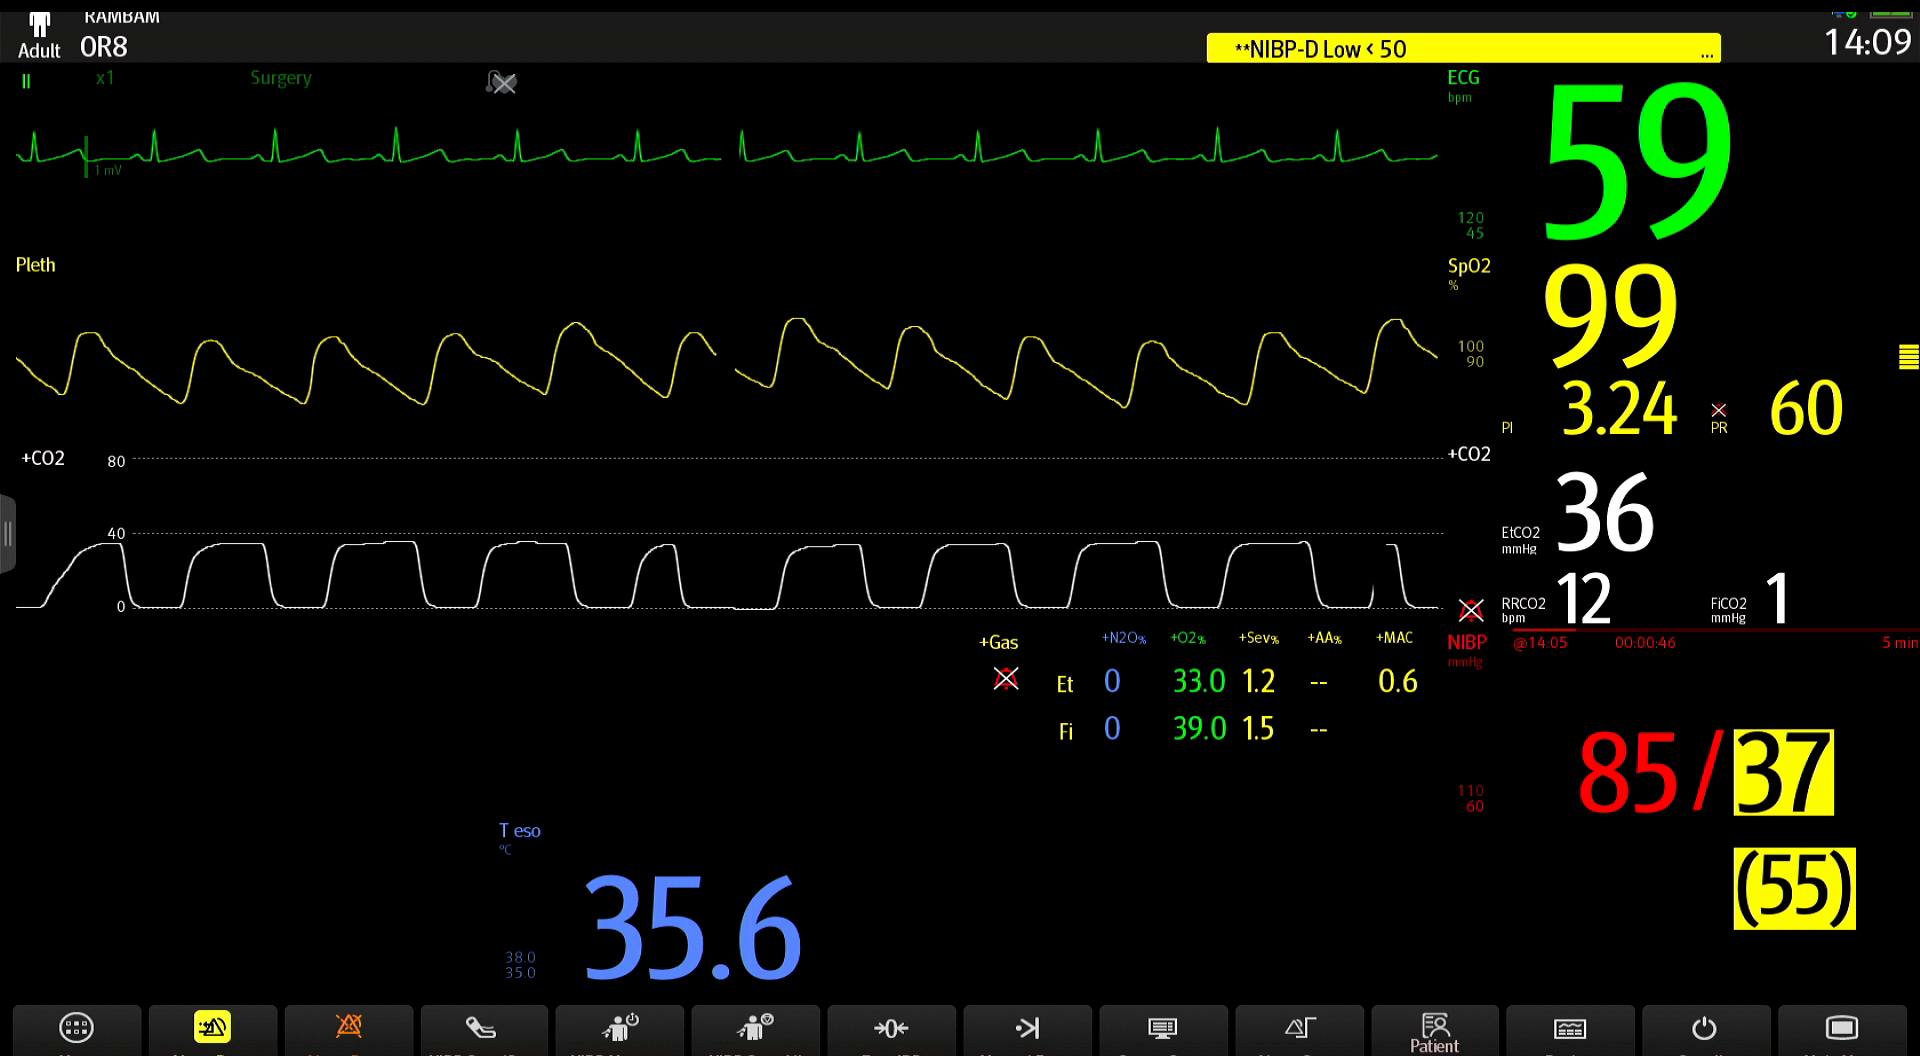 RAMBAM
Adult OR8
**NIBP-D Low < 50 ...
14:09
x1 Surgery
1 mV
ECG
bpm
59
120
45
Pleth
SpO2
%
99
100
90
PI 3.24
PR 60
+CO2
80
40
0
+CO2
EtCO2
mmHg
36
RRCO2
bpm
12
FiCO2
mmHg
1
+Gas +N2O% +O2% +Sev% +AA% +MAC
Et 0 33.0 1.2 -- 0.6
Fi 0 39.0 1.5 --
NIBP @14:05 00:00:46 5 min
mmHg
85/37
110
60
(55)
T eso
°C
35.6
38.0
35.0
Patient